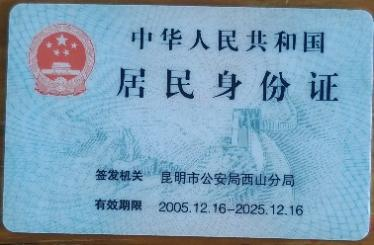 中华人民共和国
居民身份证
签发机关 昆明市公安局西山分局
有效期限 2005.12.16-2025.12.16